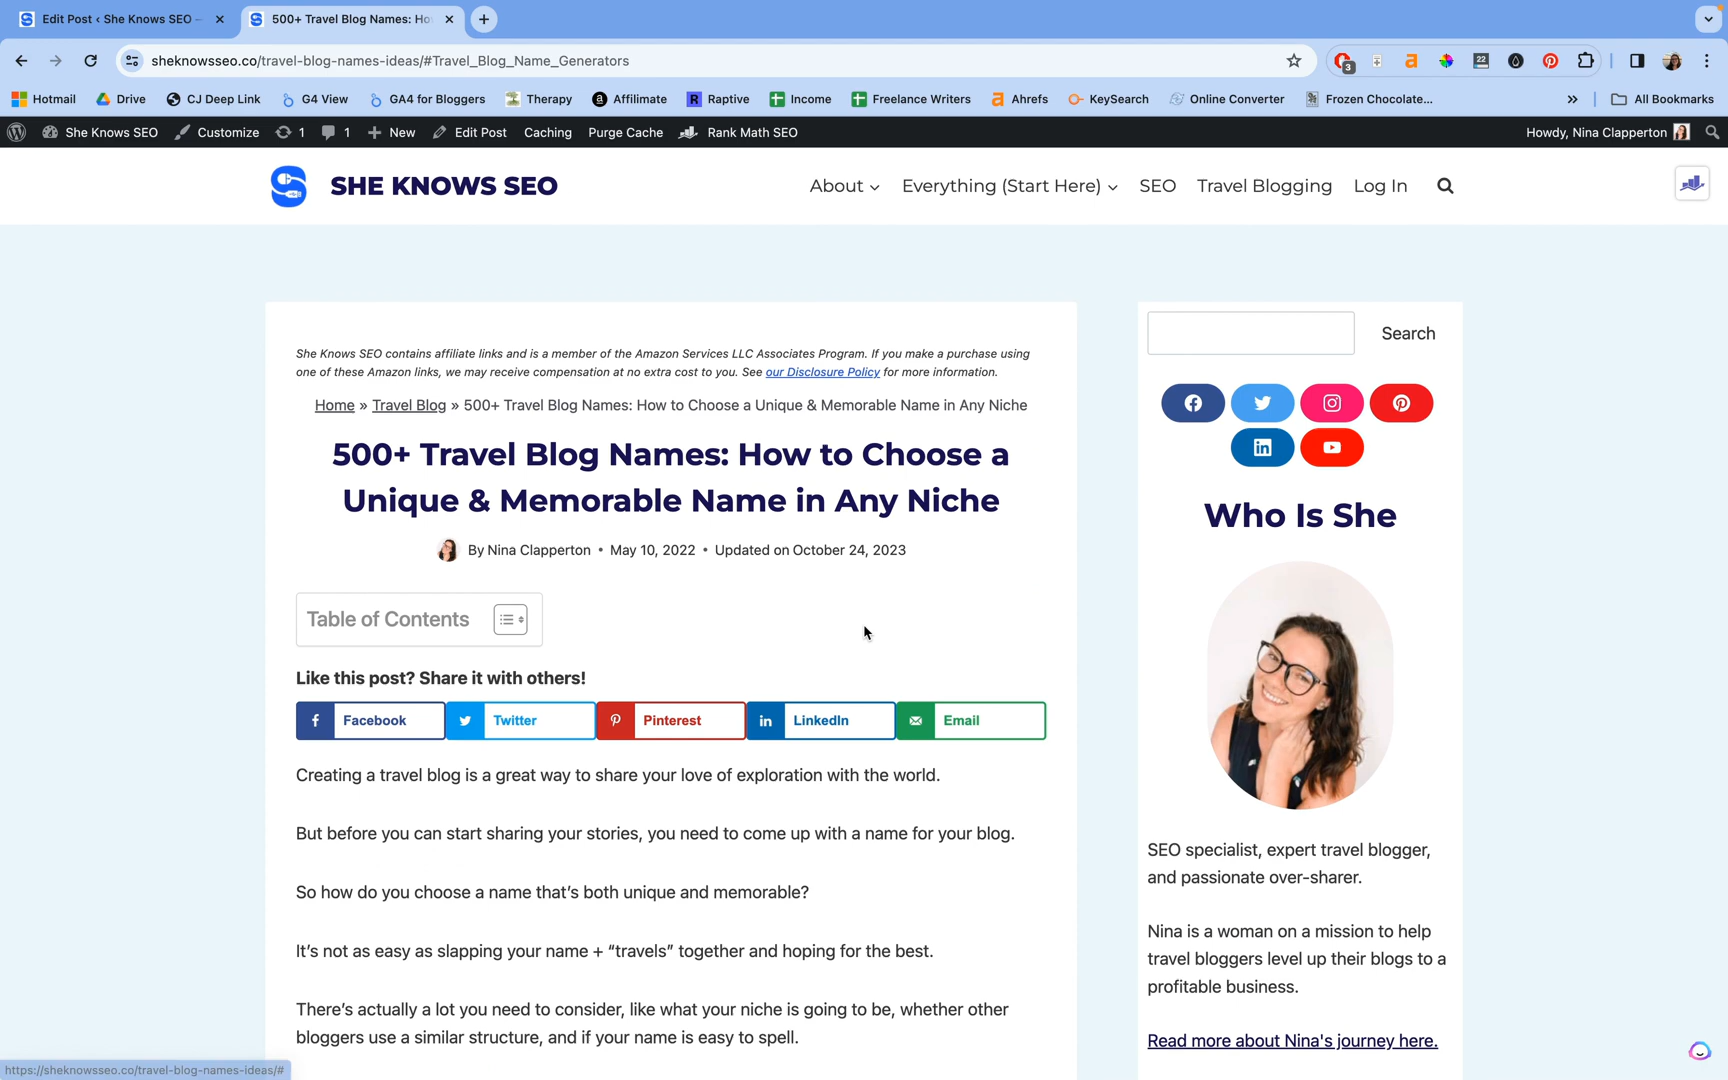 Edit Post ‹ She Knows SEO –
500+ Travel Blog Names: Ho
sheknowsseo.co/travel-blog-names-ideas/#Travel_Blog_Name_Generators
3
22
Hotmail
Drive
CJ Deep Link
G4 View
GA4 for Bloggers
Therapy
Affilimate
Raptive
Income
Freelance Writers
Ahrefs
KeySearch
Online Converter
Frozen Chocolate...
All Bookmarks
She Knows SEO
Customize
1
1
New
Edit Post
Caching
Purge Cache
Rank Math SEO
Howdy, Nina Clapperton
SHE KNOWS SEO
About
Everything (Start Here)
SEO
Travel Blogging
Log In
She Knows SEO contains affiliate links and is a member of the Amazon Services LLC Associates Program. If you make a purchase using
one of these Amazon links, we may receive compensation at no extra cost to you. See our Disclosure Policy for more information.
Home » Travel Blog » 500+ Travel Blog Names: How to Choose a Unique & Memorable Name in Any Niche
500+ Travel Blog Names: How to Choose a
Unique & Memorable Name in Any Niche
By Nina Clapperton • May 10, 2022 • Updated on October 24, 2023
Table of Contents
Like this post? Share it with others!
Facebook
Twitter
Pinterest
LinkedIn
Email
Creating a travel blog is a great way to share your love of exploration with the world.
But before you can start sharing your stories, you need to come up with a name for your blog.
So how do you choose a name that’s both unique and memorable?
It’s not as easy as slapping your name + “travels” together and hoping for the best.
There’s actually a lot you need to consider, like what your niche is going to be, whether other
bloggers use a similar structure, and if your name is easy to spell.
Search
Who Is She
SEO specialist, expert travel blogger,
and passionate over-sharer.
Nina is a woman on a mission to help
travel bloggers level up their blogs to a
profitable business.
Read more about Nina's journey here.
https://sheknowsseo.co/travel-blog-names-ideas/#